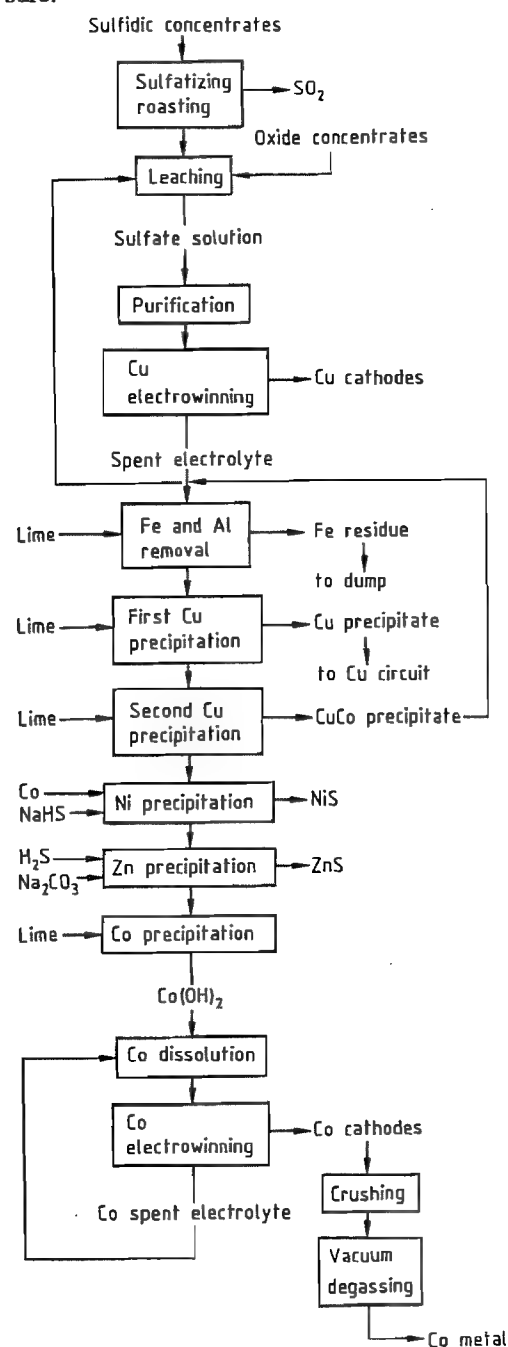 Sulfidic concentrates
Sulfatizing
roasting
SO₂
Oxide concentrates
Leaching
Sulfate solution
Purification
Cu
electrowinning
Cu cathodes
Spent electrolyte
Lime
Fe and Al
removal
Fe residue
to dump
Lime
First Cu
precipitation
Cu precipitate
to Cu circuit
Lime
Second Cu
precipitation
CuCo precipitate
Co
NaHS
Ni precipitation
NiS
H₂S
Na₂CO₃
Zn precipitation
ZnS
Lime
Co precipitation
Co(OH)₂
Co dissolution
Co
electrowinning
Co cathodes
Crushing
Co spent electrolyte
Vacuum
degassing
Co metal